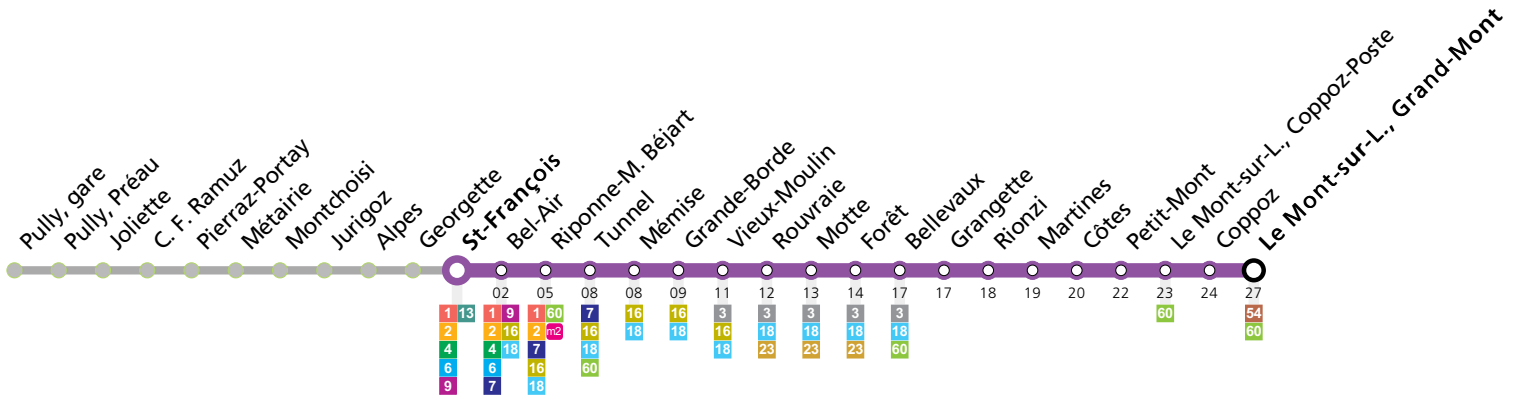 Pully, gare
Pully, Préau
Joliette
C. F. Ramuz
Pierraz-Portay
Métairie
Montchoisi
Jurigoz
Alpes
Georgette
St-François
Bel-Air
Riponne-M. Béjart
Tunnel
Mémise
Grande-Borde
Vieux-Moulin
Rouvraie
Motte
Forêt
Bellevaux
Grangette
Rionzi
Martines
Côtes
Petit-Mont
Le Mont-sur-L., Coppoz-Poste
Coppoz
Le Mont-sur-L., Grand-Mont
02 05 08 08 09 11 12 13 14 17 17 18 19 20 22 23 24 27
1 13 1 9 1 60 7 16 16 3 3 3 3 3 60 54
2 2 16 2 m2 16 18 18 16 18 18 18 18 60
4 4 18 7 18 18 23 23 23 60
6 6 16 60
9 7 18